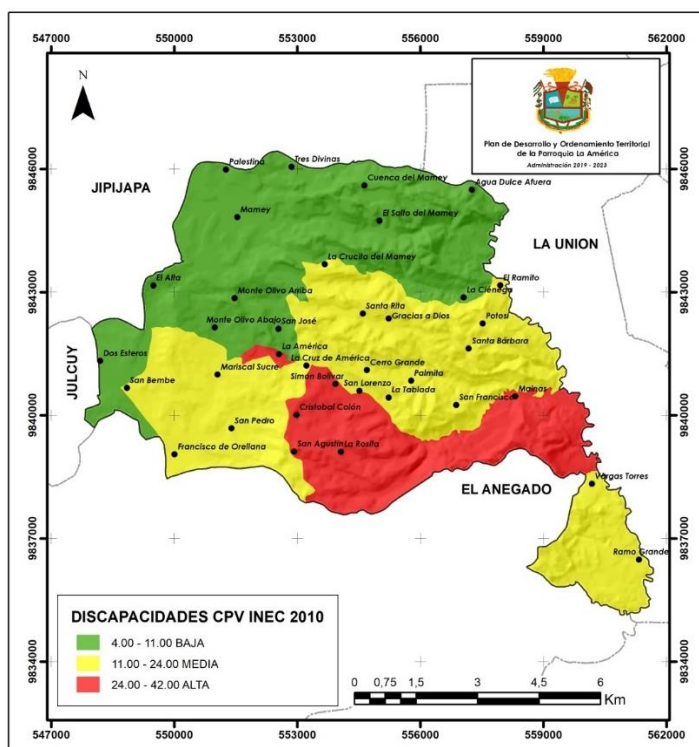 547000 550000 553000 556000 559000 562000
N
Plan de Desarrollo y Ordenamiento Territorial
de la Parroquia La América
Administración 2019 - 2023
9846000
9846000
Palestina
Tres Divinas
Cuenca del Mamey
Agua Dulce Afuera
JIPIJAPA
Mamey
El Salto del Mamey
LA UNION
La Crucita del Mamey
9843000
9843000
El Alta
El Ramito
Monte Olivo Arriba
La Ciénega
Santa Rita
Gracias a Dios
Potosí
Monte Olivo Abajo
San José
Santa Bárbara
JULCUY
Dos Esteros
La América
La Cruz de América
Cerro Grande
Mariscal Sucre
Simón Bolívar
Palmita
San Bembe
San Lorenzo
La Tablada
Mainas
San Francisco
9840000
9840000
Cristobal Colón
San Pedro
Francisco de Orellana
San Agustín
La Rosita
EL ANEGADO
Vargas Torres
9837000
9837000
Ramo Grande
DISCAPACIDADES CPV INEC 2010
4.00 - 11.00 BAJA
11.00 - 24.00 MEDIA
24.00 - 42.00 ALTA
9834000
9834000
0 0,75 1,5 3 4,5 6
Km
547000 550000 553000 556000 559000 562000